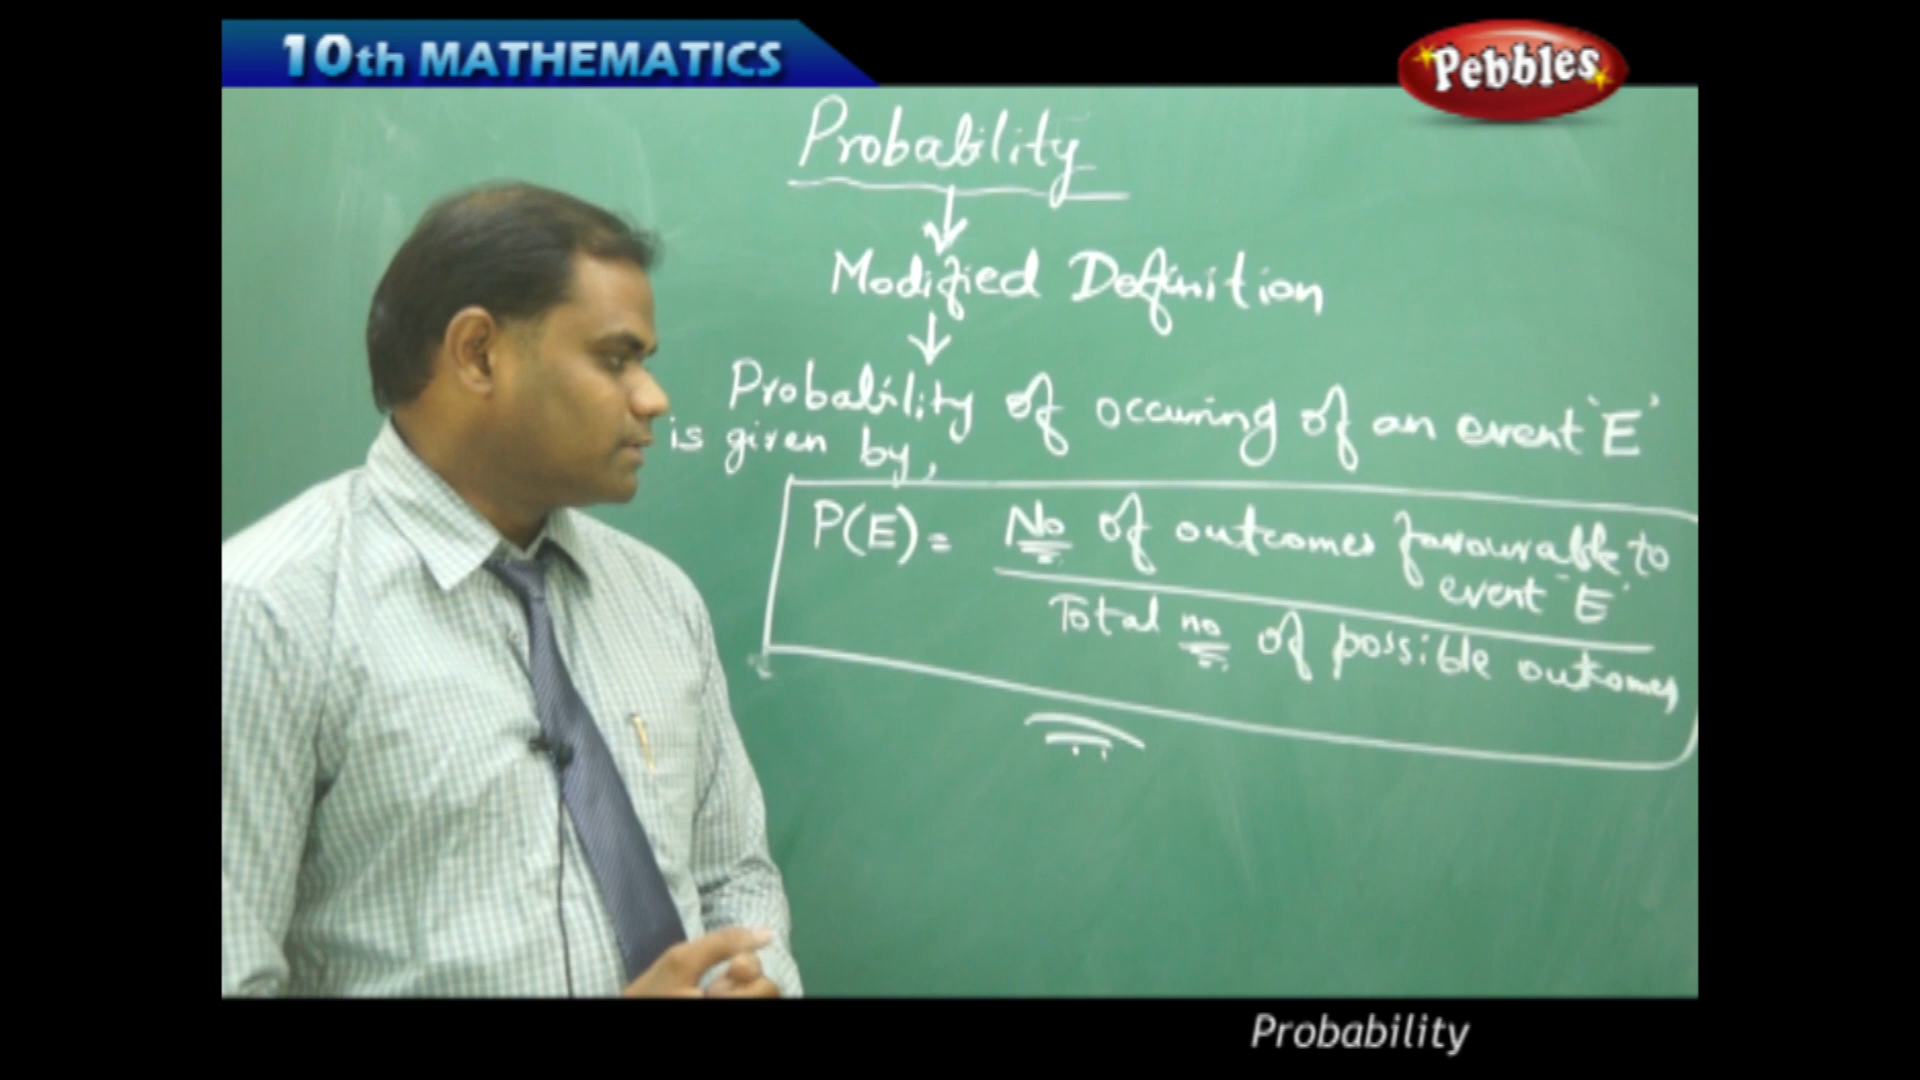 10th MATHEMATICS
Pebbles
Probability
Modified Definition
Probability of occuring of an event 'E'
is given by,
P(E) = No of outcomes favourable to
event 'E'
Total no of possible outcomes
Probability